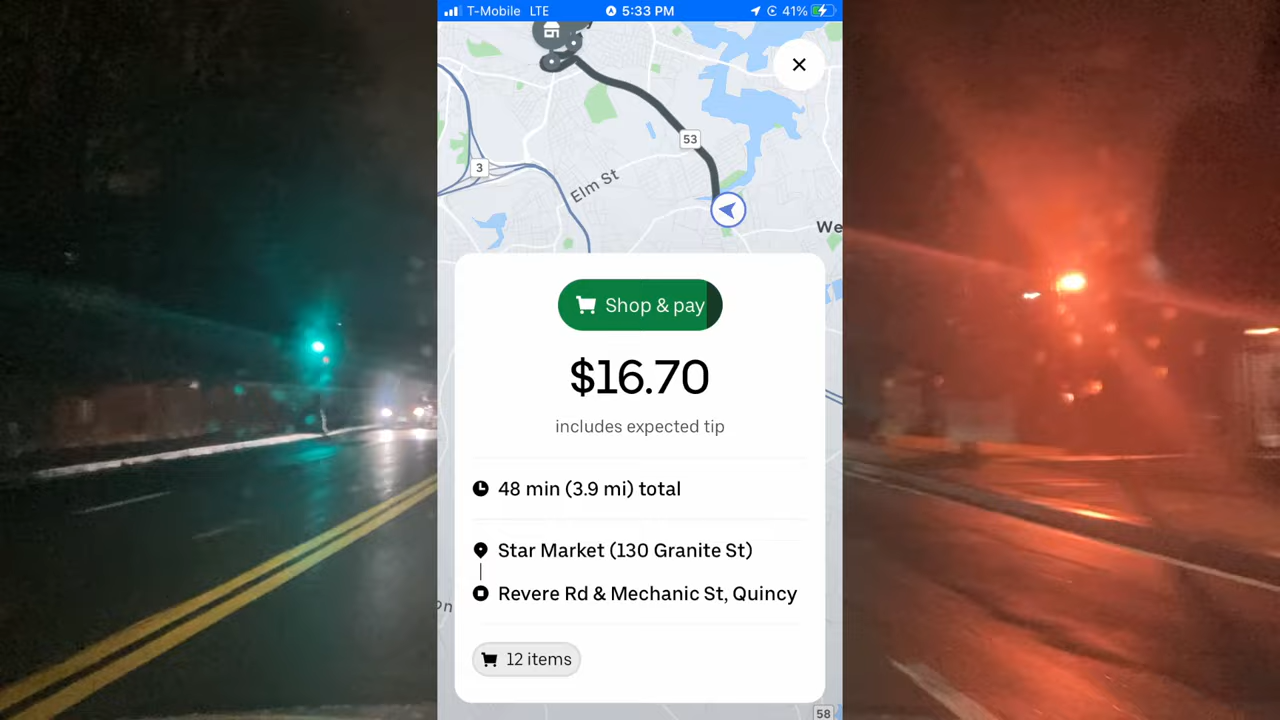 T-Mobile LTE 5:33 PM 41%
53
3
Elm St
We
Shop & pay
$16.70
includes expected tip
48 min (3.9 mi) total
Star Market (130 Granite St)
Revere Rd & Mechanic St, Quincy
on
12 items
58